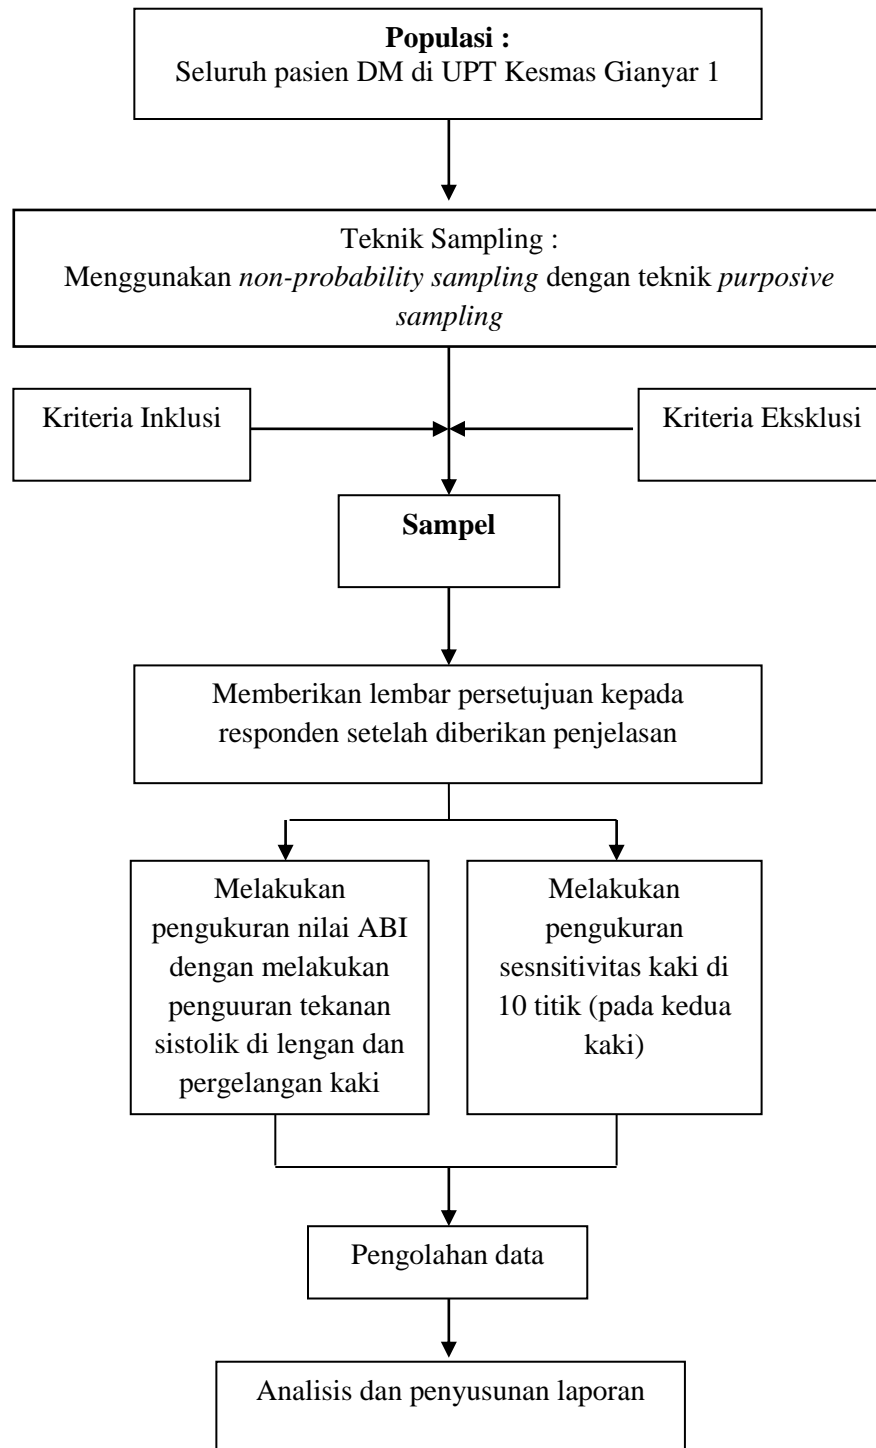 Populasi :
Seluruh pasien DM di UPT Kesmas Gianyar 1
Teknik Sampling :
Menggunakan non-probability sampling dengan teknik purposive
sampling
Kriteria Inklusi
Kriteria Eksklusi
Sampel
Memberikan lembar persetujuan kepada
responden setelah diberikan penjelasan
Melakukan
pengukuran nilai ABI
dengan melakukan
penguuran tekanan
sistolik di lengan dan
pergelangan kaki
Melakukan
pengukuran
sesnsitivitas kaki di
10 titik (pada kedua
kaki)
Pengolahan data
Analisis dan penyusunan laporan